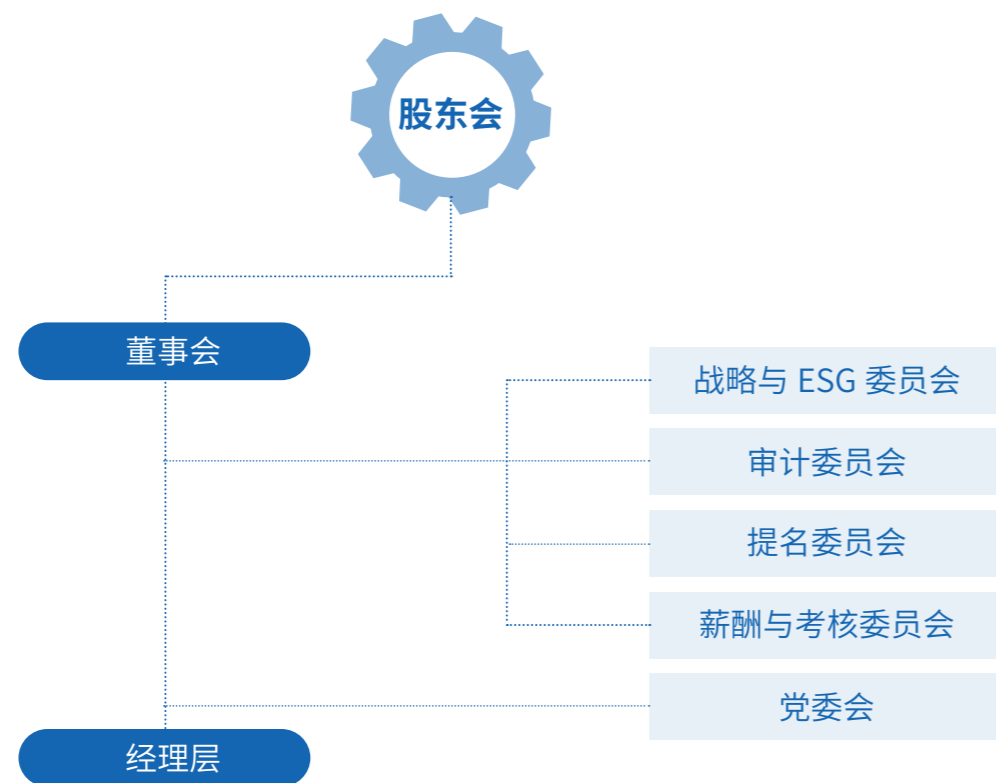 股东会
董事会
战略与 ESG 委员会
审计委员会
提名委员会
薪酬与考核委员会
党委会
经理层